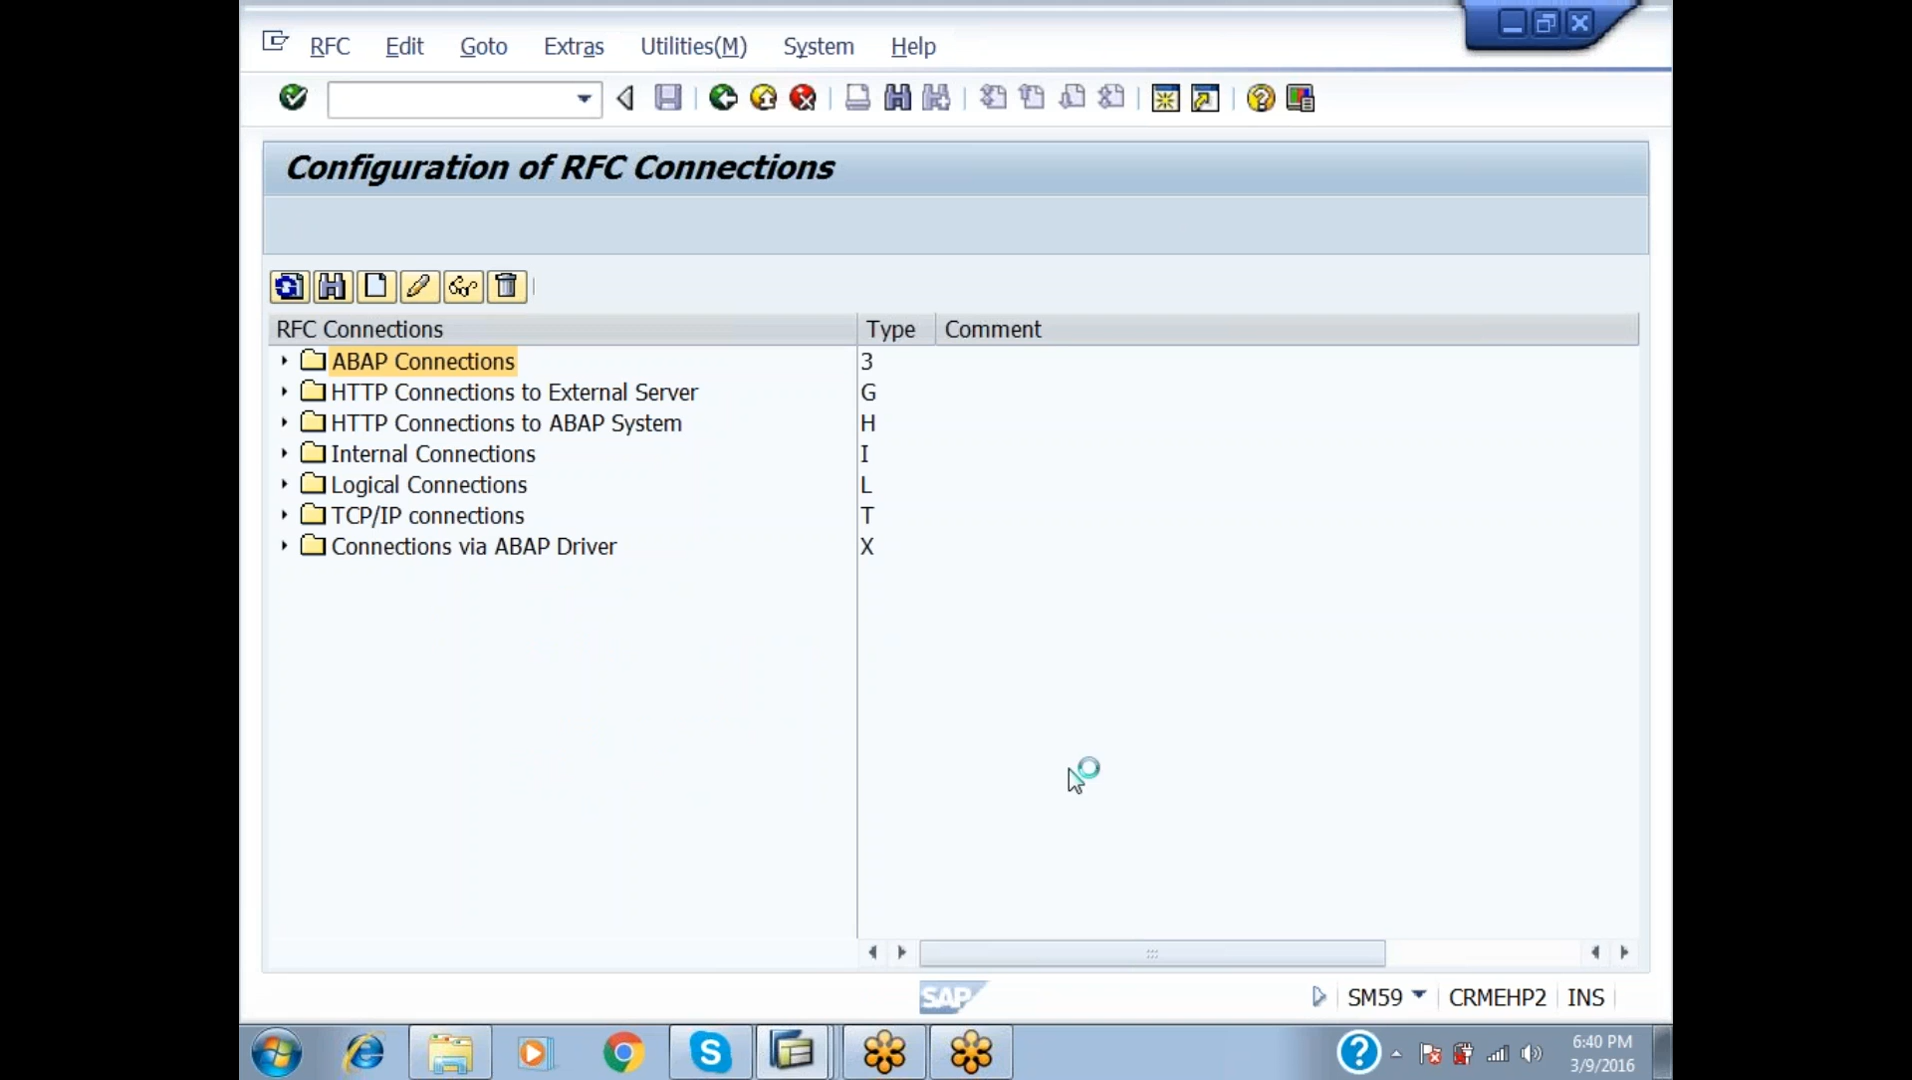 RFC Edit Goto Extras Utilities(M) System Help
Configuration of RFC Connections
RFC Connections Type Comment
ABAP Connections 3
HTTP Connections to External Server G
HTTP Connections to ABAP System H
Internal Connections I
Logical Connections L
TCP/IP connections T
Connections via ABAP Driver X
SAP SM59 CRMEHP2 INS
6:40 PM
3/9/2016